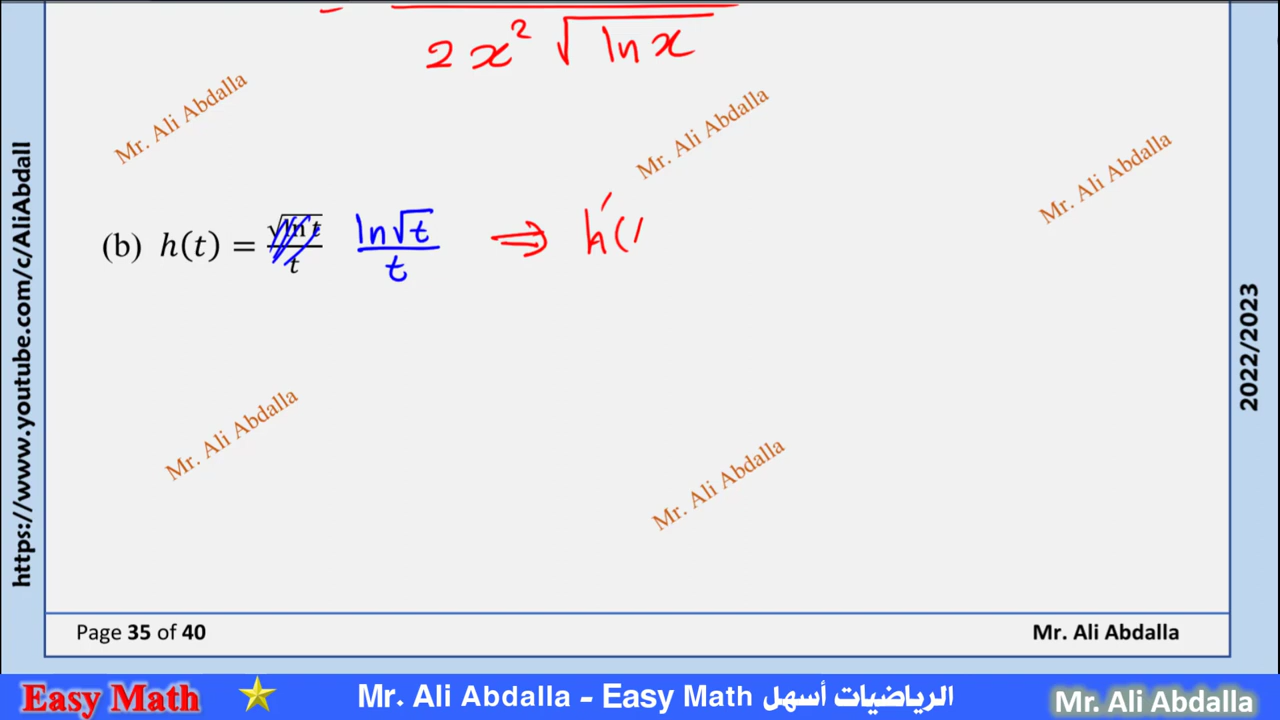 2x² √ln x
Mr. Ali Abdalla
Mr. Ali Abdalla
Mr. Ali Abdalla
(b) h(t) = √ln t / t ln√t / t ⇒ h'(
Mr. Ali Abdalla
Mr. Ali Abdalla
https://www.youtube.com/c/AliAbdall
2022/2023
Page 35 of 40 Mr. Ali Abdalla
Easy Math Mr. Ali Abdalla - Easy Math الرياضيات أسهل Mr. Ali Abdalla